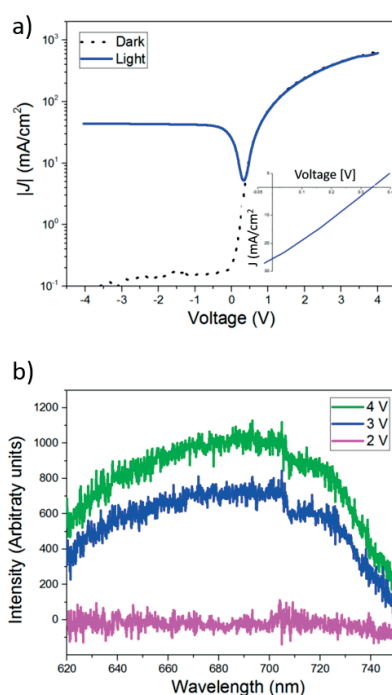 a)
Dark
Light
|J| (mA/cm²)
10³
10²
10¹
10⁰
10⁻¹
-4 -3 -2 -1 0 1 2 3 4
Voltage (V)
Voltage [V]
J (mA/cm²
b)
4 V
3 V
2 V
Intensity (Arbitraty units)
1200
1000
800
600
400
200
0
620 640 660 680 700 720 740
Wavelength (nm)